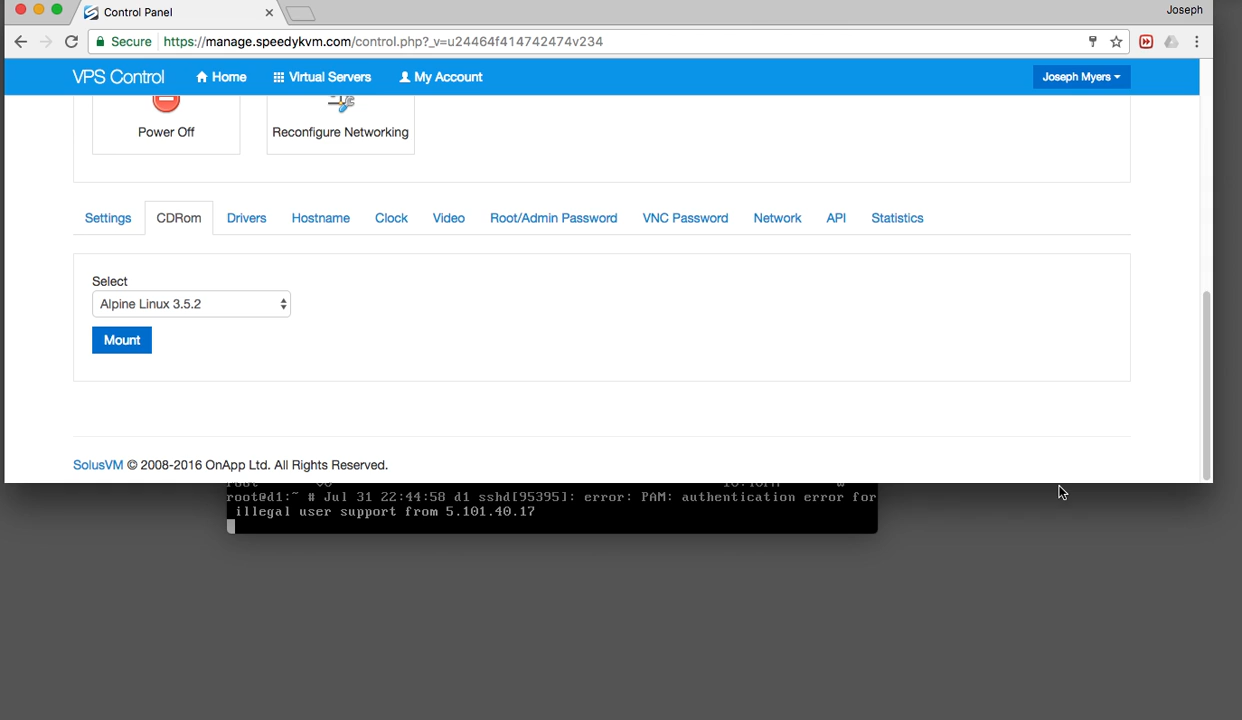 Control Panel
Joseph
Secure https://manage.speedykvm.com/control.php?_v=u24464f414742474v234
VPS Control Home Virtual Servers My Account Joseph Myers
Power Off Reconfigure Networking
Settings CDRom Drivers Hostname Clock Video Root/Admin Password VNC Password Network API Statistics
Select
Alpine Linux 3.5.2
Mount
SolusVM © 2008-2016 OnApp Ltd. All Rights Reserved.
root@d1:~ # Jul 31 22:44:58 d1 sshd[95395]: error: PAM: authentication error for
illegal user support from 5.101.40.17